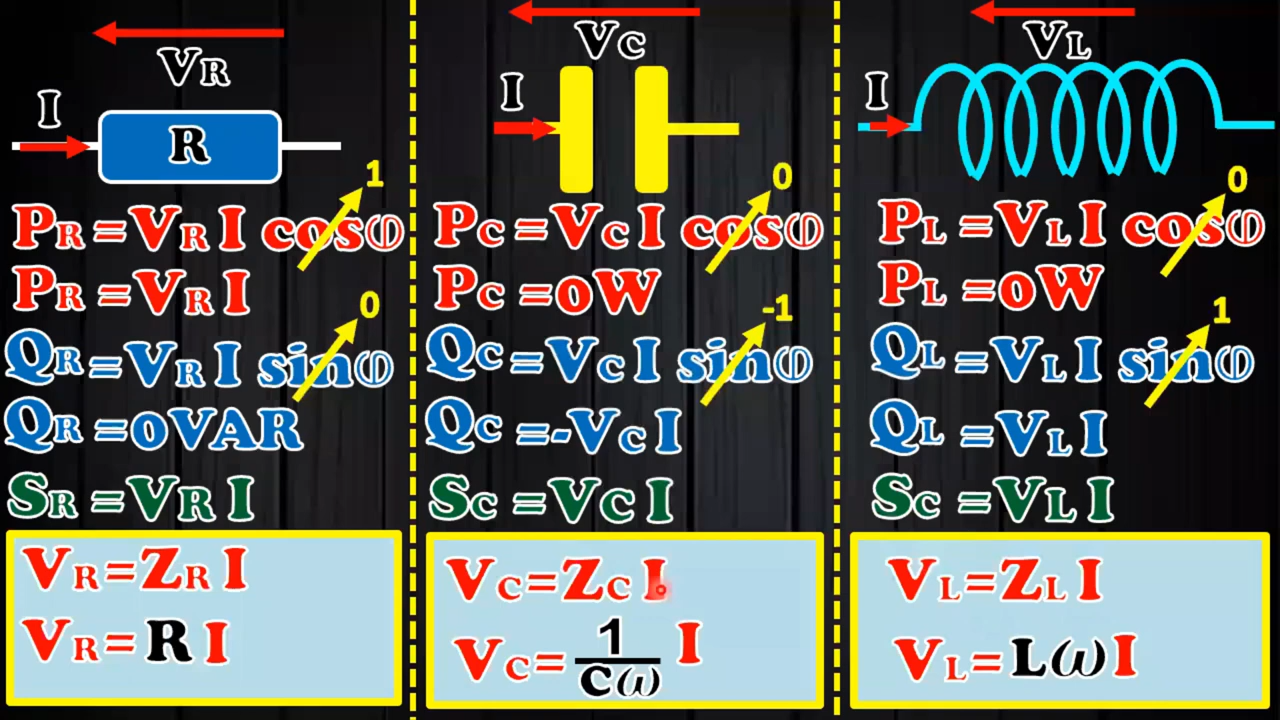 VR
I
R
1
PR =VR I cosφ
PR =VR I
0
QR =VR I sinφ
QR =0VAR
SR =VR I
VR=ZR I
VR= R I
VC
I
0
PC =VC I cosφ
PC =0W
-1
QC =VC I sinφ
QC =-VC I
SC =VC I
VC=ZC I
VC= 1/cω I
VL
I
0
PL =VL I cosφ
PL =0W
1
QL =VL I sinφ
QL =VL I
SC =VL I
VL=ZL I
VL=LωI